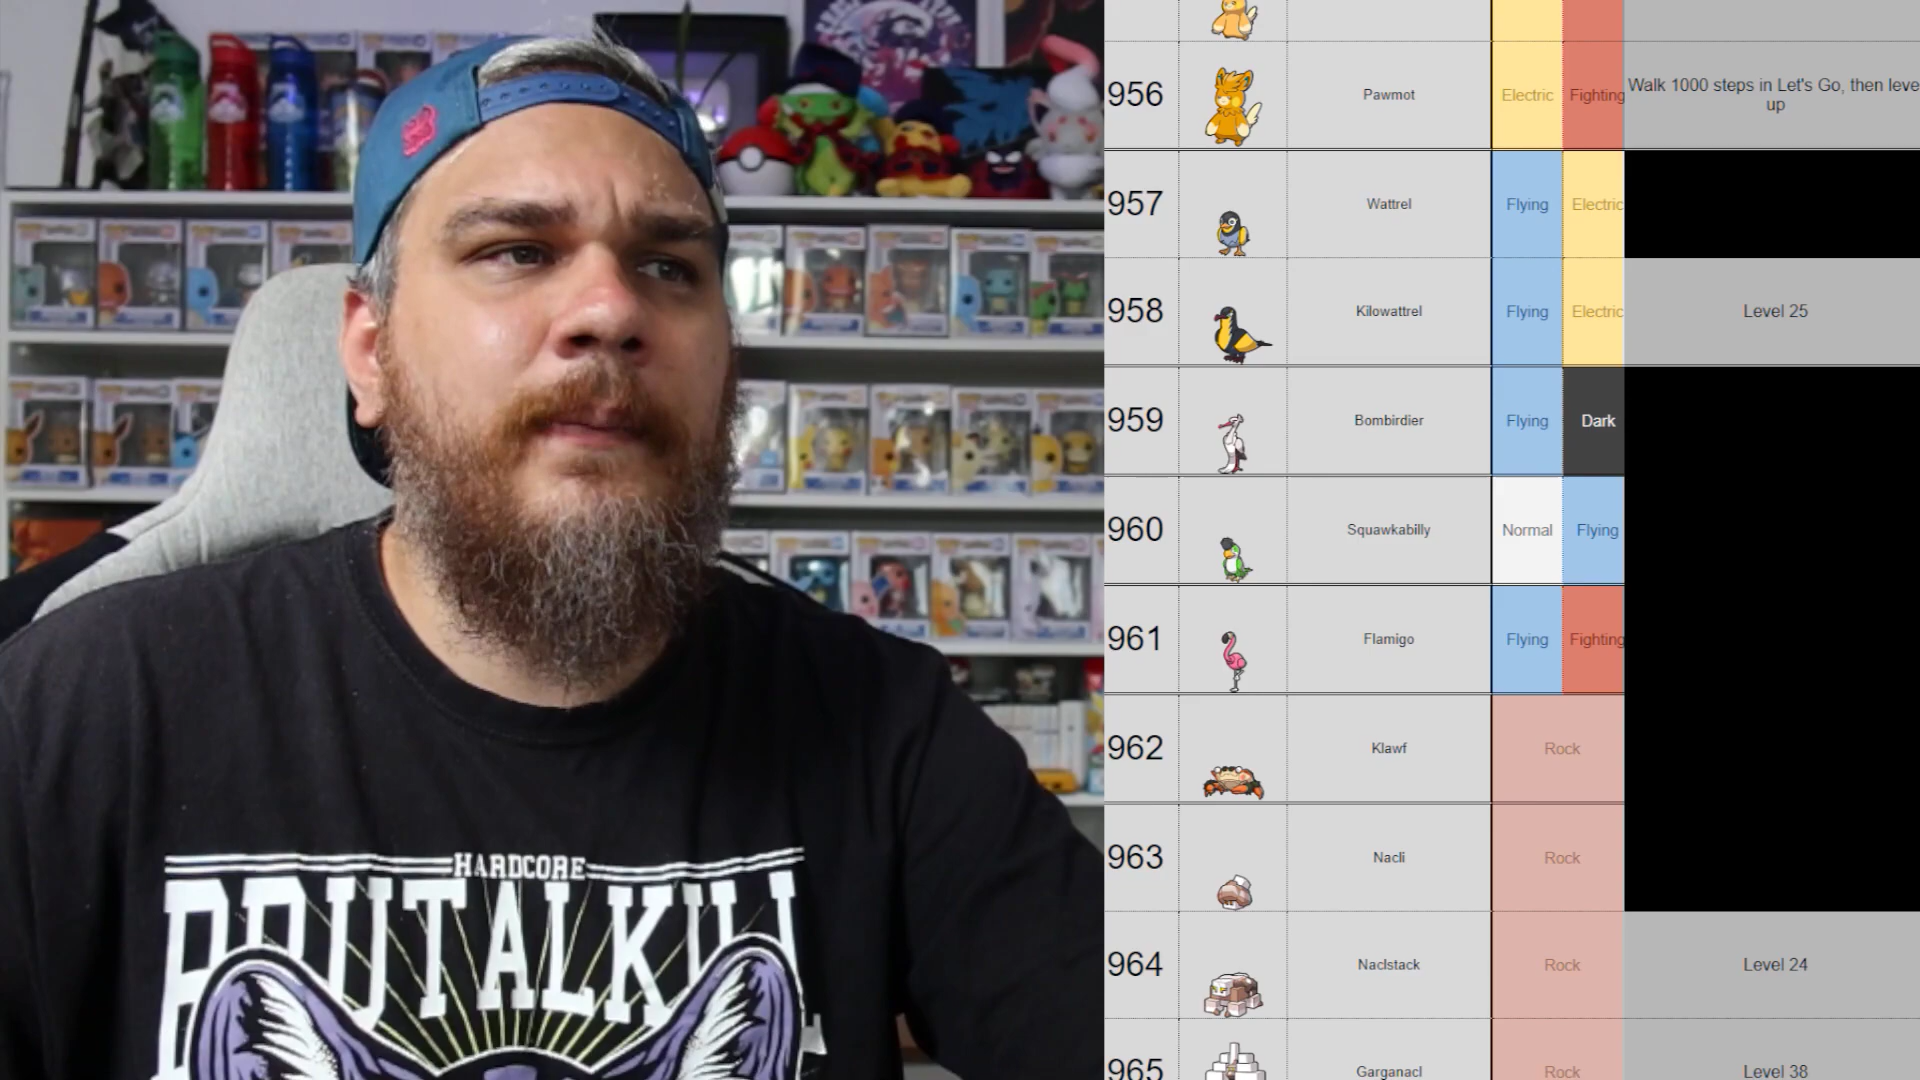 956 Pawmot Electric Fighting Walk 1000 steps in Let's Go, then leve
up
957 Wattrel Flying Electric
958 Kilowattrel Flying Electric Level 25
959 Bombirdier Flying Dark
960 Squawkabilly Normal Flying
961 Flamigo Flying Fighting
962 Klawf Rock
963 Nacli Rock
964 Naclstack Rock Level 24
965 Garganacl Rock Level 38
HARDCORE